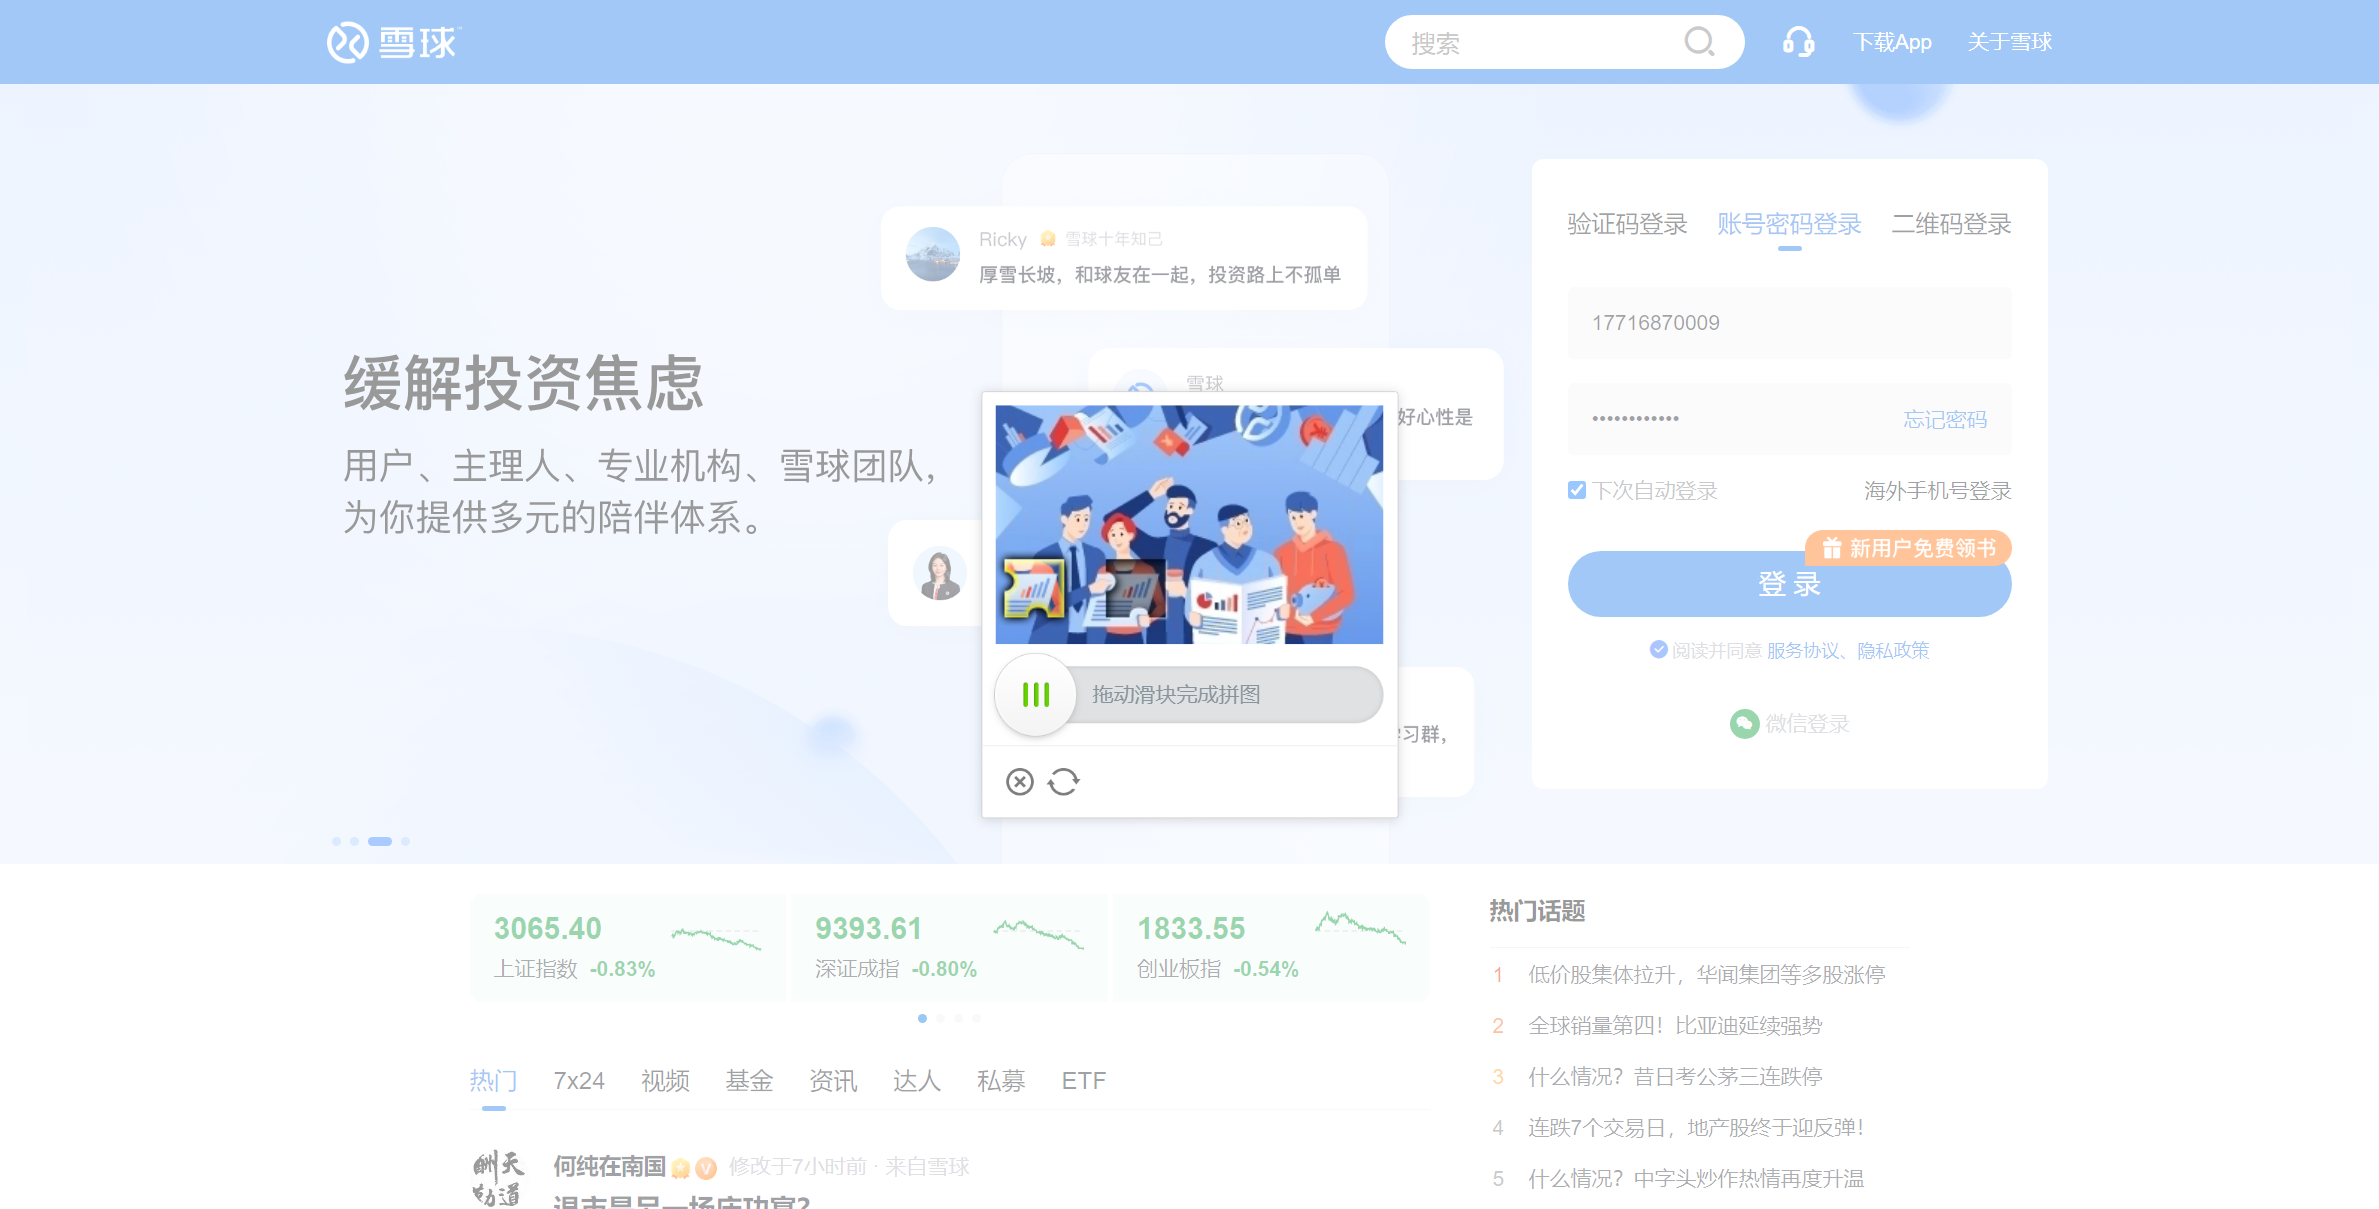 雪球
搜索
下载App
关于雪球
Ricky 雪球十年知己
厚雪长坡，和球友在一起，投资路上不孤单
验证码登录 账号密码登录 二维码登录
17716870009
雪球
好心性是
缓解投资焦虑
用户、主理人、专业机构、雪球团队，
为你提供多元的陪伴体系。
•••••••••••• 忘记密码
下次自动登录 海外手机号登录
新用户免费领书
登 录
阅读并同意 服务协议、隐私政策
拖动滑块完成拼图
习群，
微信登录
3065.40
上证指数 -0.83%
9393.61
深证成指 -0.80%
1833.55
创业板指 -0.54%
热门话题
1 低价股集体拉升，华闻集团等多股涨停
2 全球销量第四！比亚迪延续强势
3 什么情况？昔日考公茅三连跌停
4 连跌7个交易日，地产股终于迎反弹！
5 什么情况？中字头炒作热情再度升温
热门 7x24 视频 基金 资讯 达人 私募 ETF
天道
酬勤
何纯在南国 V 修改于7小时前 · 来自雪球
退市是另一场庆功宴？